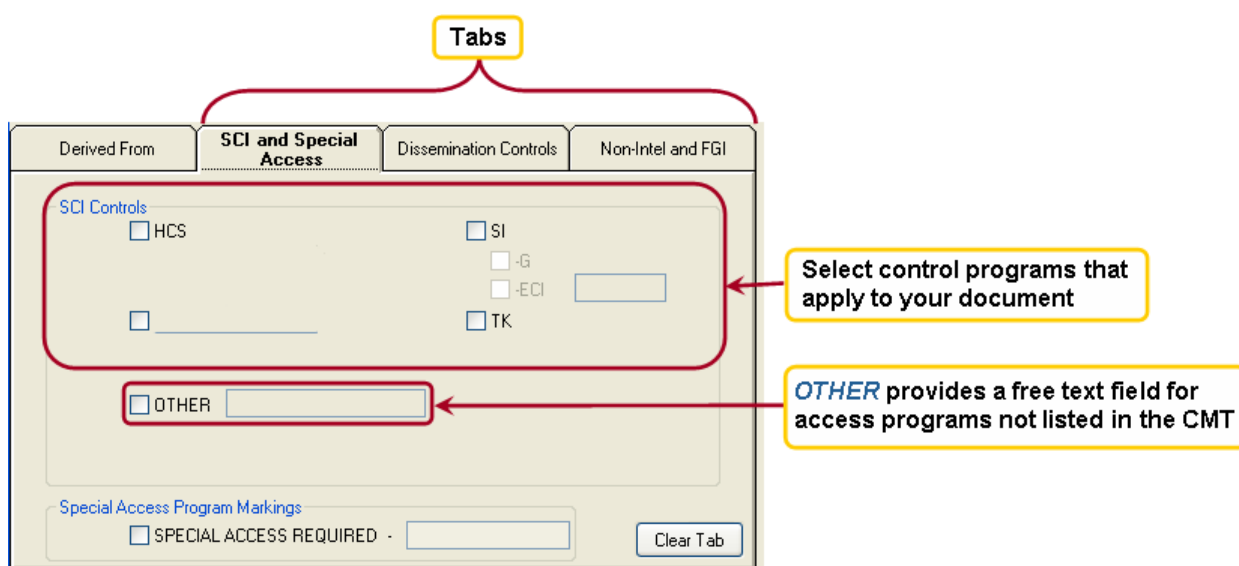 Tabs
Derived From
SCI and Special
Access
Dissemination Controls
Non-Intel and FGI
SCI Controls
HCS
SI
-G
-ECI
TK
Select control programs that
apply to your document
OTHER
OTHER provides a free text field for
access programs not listed in the CMT
Special Access Program Markings
SPECIAL ACCESS REQUIRED -
Clear Tab